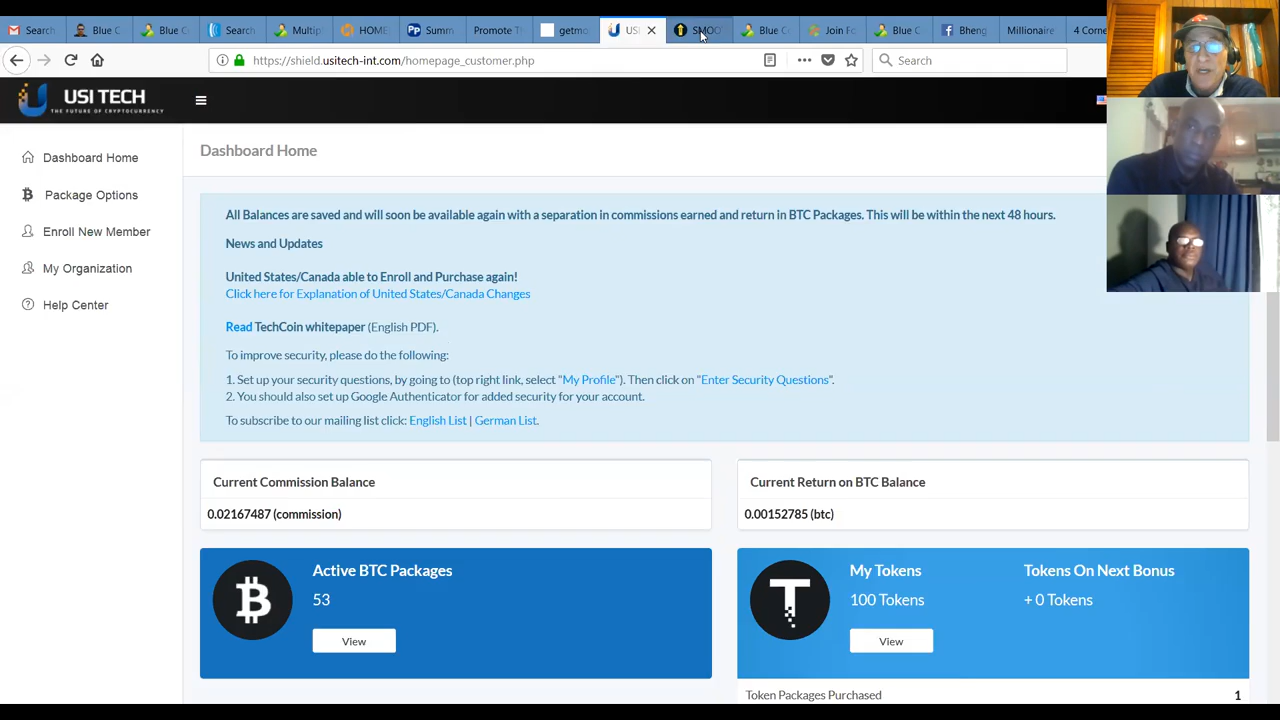 Search
Blue C
Blue C
Search
Multip
HOME
Pp Summ
Promote T
getm
USI
SMOO
Blue C
Join Fo
Blue C
Bheng
Millionaire
4 Corne
https://shield.usitech-int.com/homepage_customer.php
Search
USI TECH
THE FUTURE OF CRYPTOCURRENCY
Dashboard Home
Package Options
Enroll New Member
My Organization
Help Center
Dashboard Home
All Balances are saved and will soon be available again with a separation in commissions earned and return in BTC Packages. This will be within the next 48 hours.
News and Updates
United States/Canada able to Enroll and Purchase again!
Click here for Explanation of United States/Canada Changes
Read TechCoin whitepaper (English PDF).
To improve security, please do the following:
1. Set up your security questions, by going to (top right link, select "My Profile"). Then click on "Enter Security Questions".
2. You should also set up Google Authenticator for added security for your account.
To subscribe to our mailing list click: English List | German List.
Current Commission Balance
0.02167487 (commission)
Current Return on BTC Balance
0.00152785 (btc)
Active BTC Packages
53
View
My Tokens
100 Tokens
View
Tokens On Next Bonus
+ 0 Tokens
Token Packages Purchased
1